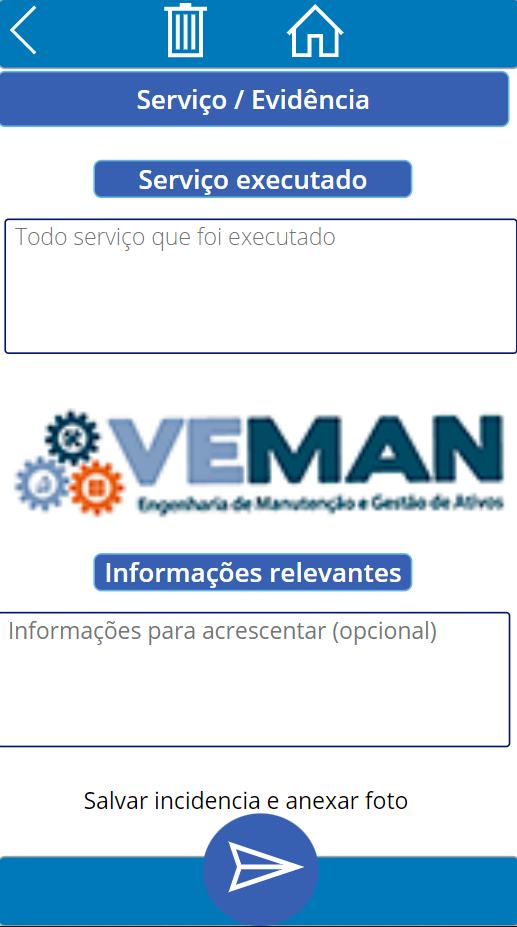 Serviço / Evidência
Serviço executado
Todo serviço que foi executado
VEMAN
Engenharia de Manutenção e Gestão de Ativos
Informações relevantes
Informações para acrescentar (opcional)
Salvar incidencia e anexar foto